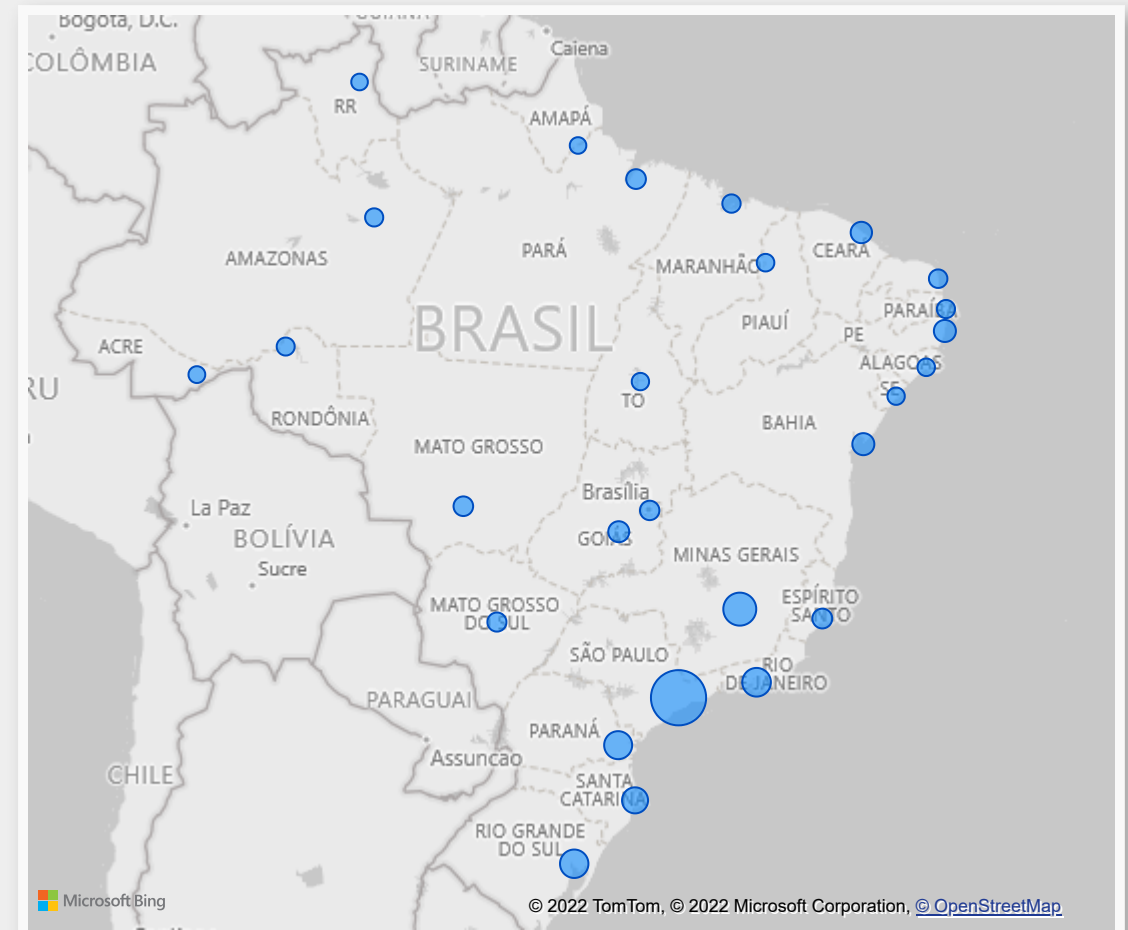 Bogotá, D.C.
GUIANA
Caiena
COLÔMBIA
SURINAME
RR
AMAPÁ
AMAZONAS
PARÁ
MARANHÃO
CEARÁ
BRASIL
PARAÍBA
PIAUÍ
PE
ACRE
ALAGOAS
SE
RU
TO
RONDÔNIA
BAHIA
MATO GROSSO
Brasília
La Paz
BOLÍVIA
GOIÁS
MINAS GERAIS
Sucre
MATO GROSSO
DO SUL
ESPÍRITO
SANTO
SÃO PAULO
RIO
DE JANEIRO
PARAGUAI
PARANÁ
Assuncao
CHILE
SANTA
CATARINA
RIO GRANDE
DO SUL
Microsoft Bing
© 2022 TomTom, © 2022 Microsoft Corporation, © OpenStreetMap